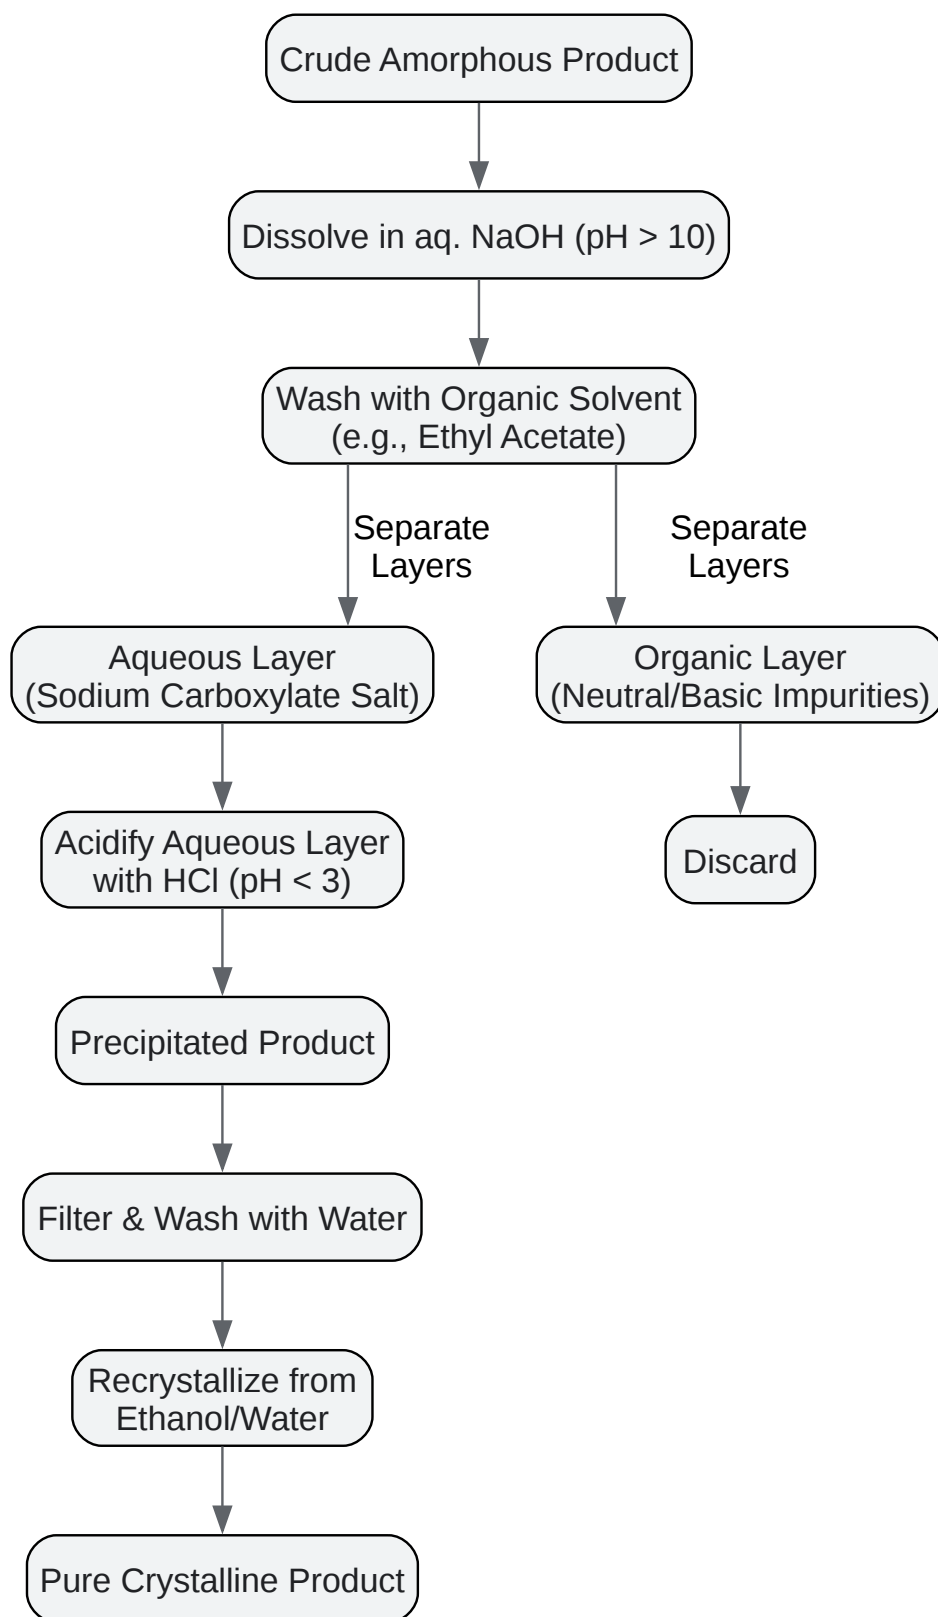 Crude Amorphous Product
Dissolve in aq. NaOH (pH > 10)
Wash with Organic Solvent
(e.g., Ethyl Acetate)
Separate
Layers
Separate
Layers
Aqueous Layer
(Sodium Carboxylate Salt)
Organic Layer
(Neutral/Basic Impurities)
Acidify Aqueous Layer
with HCl (pH < 3)
Discard
Precipitated Product
Filter & Wash with Water
Recrystallize from
Ethanol/Water
Pure Crystalline Product